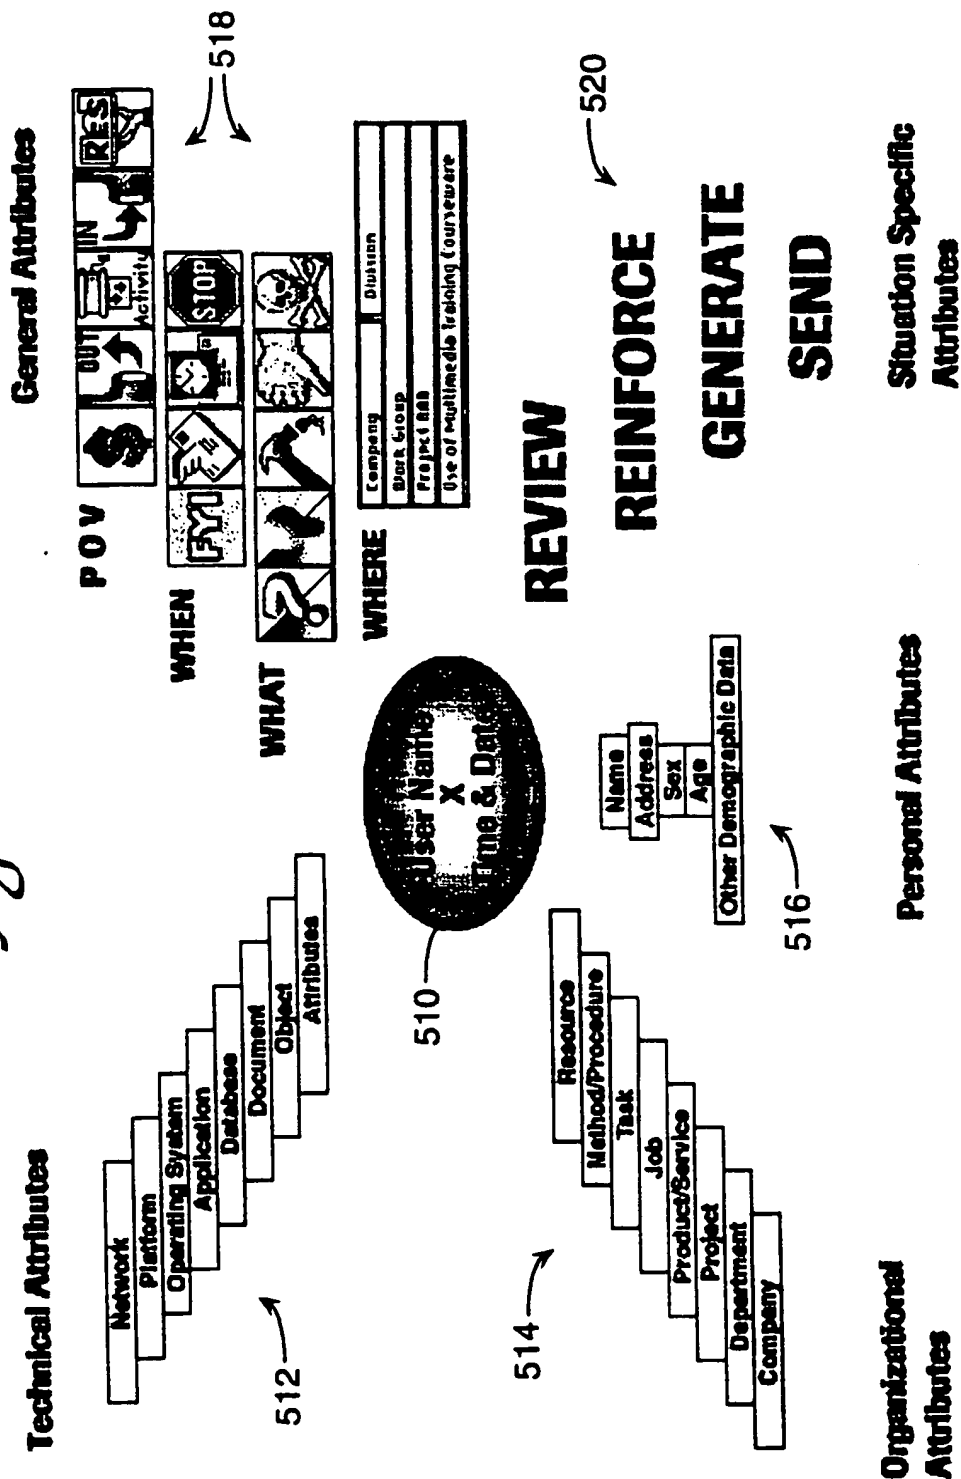 Technical Attributes
Network
Platform
Operating System
Application
Database
Document
Object
Attributes
512
General Attributes
P O V
$
OUT
Activity
IN
RES
518
WHEN
FYI
STOP
WHAT
?
WHERE
Company
Division
Work Group
Project RAD
Use of Multimedia Training Courseware
510
User Name
X
Time & Date
514
Resource
Method/Procedure
Task
Job
Product/Service
Project
Department
Company
Organizational
Attributes
Name
Address
Sex
Age
Other Demographic Data
516
Personal Attributes
REVIEW
REINFORCE
GENERATE
SEND
520
Situation Specific
Attributes